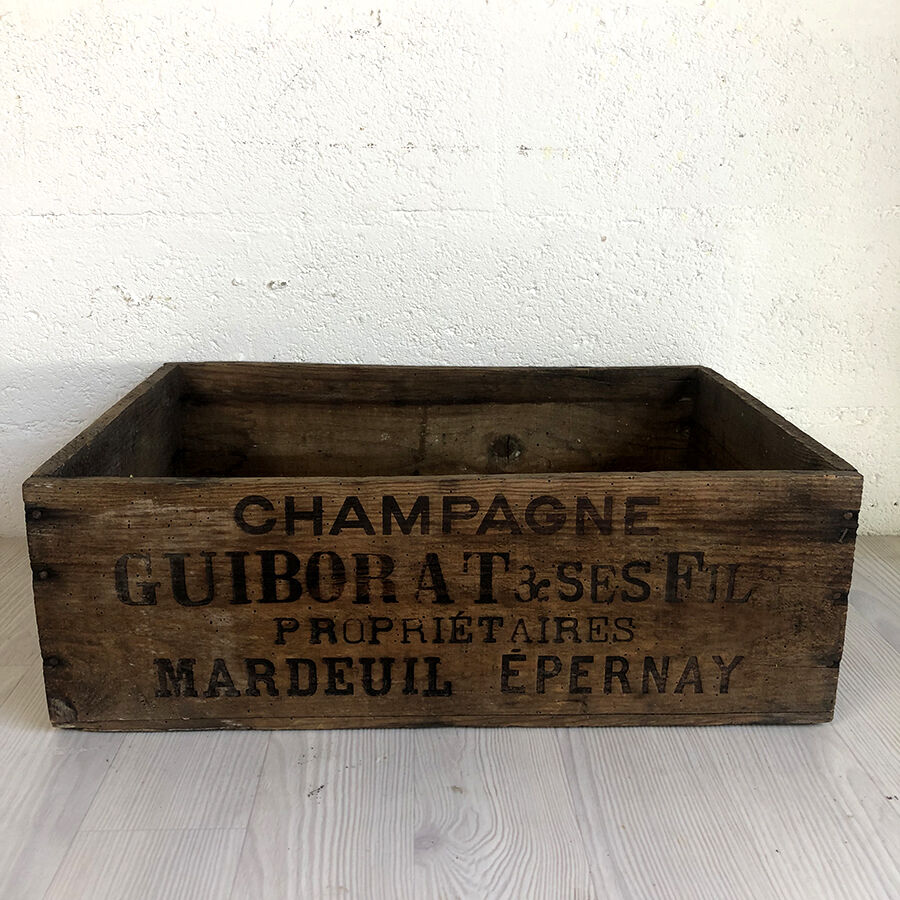 CHAMPAGNE
GUIBORAT & SES FIL
PROPRIÉTAIRES
MARDEUIL ÉPERNAY